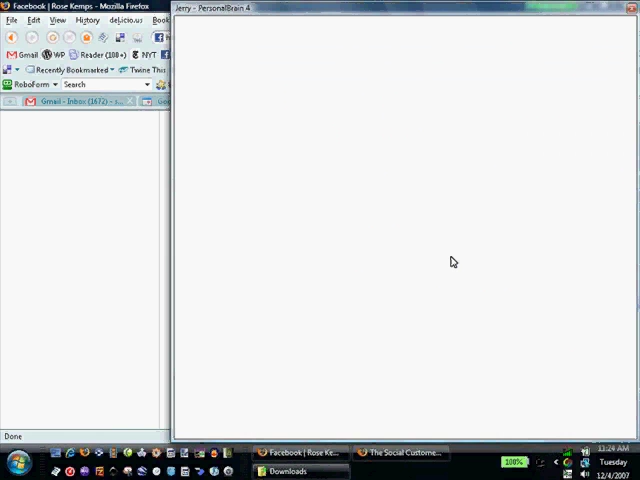 Facebook | Rose Kemps - Mozilla Firefox
Jerry - PersonalBrain 4
File Edit View History del.icio.us Book
Gmail WP Reader (100+) NYT
Recently Bookmarked Twine This
RoboForm Search
Gmail - Inbox (1672) - s...
Done
Facebook | Rose Ke...
The Social Custome...
11:24 AM
Downloads
100%
Tuesday
12/4/2007